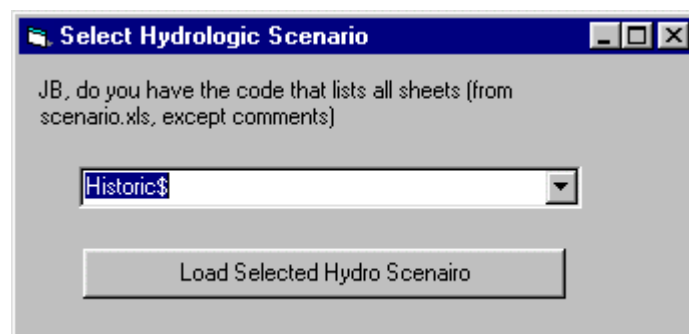 Select Hydrologic Scenario
JB, do you have the code that lists all sheets (from
scenario.xls, except comments)
Historic$
Load Selected Hydro Scenairo